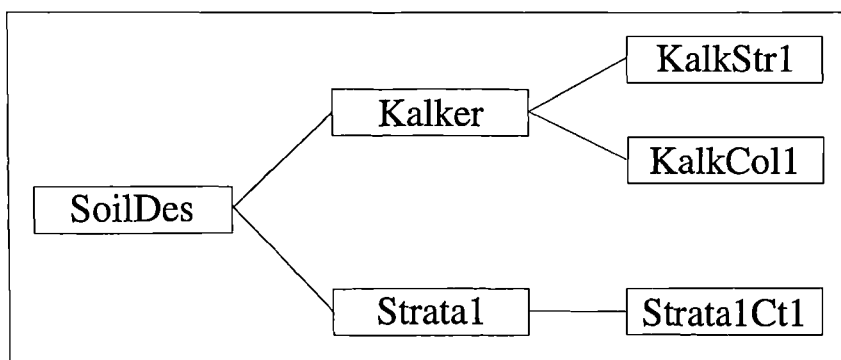 KalkStr1
Kalker
KalkCol1
SoilDes
Strata1
Strata1Ct1